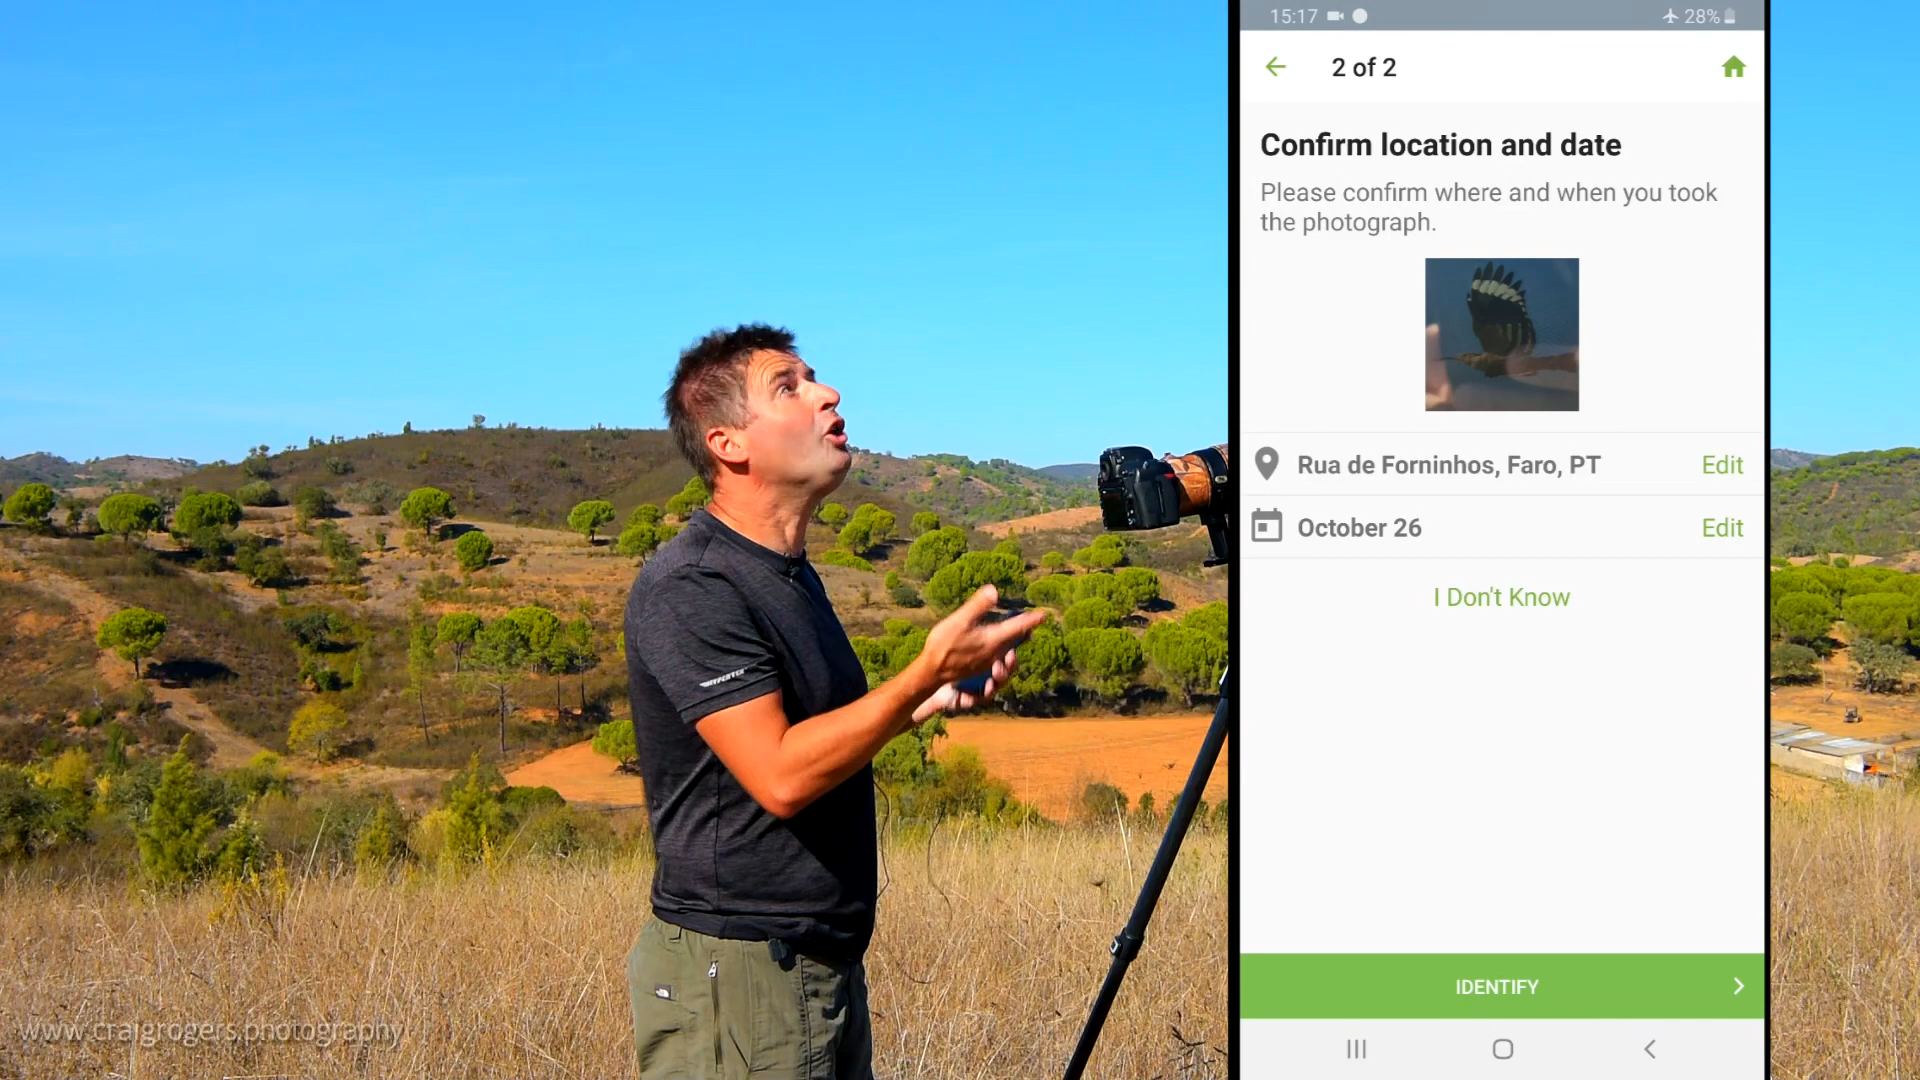 15:17
28%
2 of 2
Confirm location and date
Please confirm where and when you took
the photograph.
Rua de Forninhos, Faro, PT
Edit
October 26
Edit
I Don't Know
IDENTIFY
www.craigrogers.photography